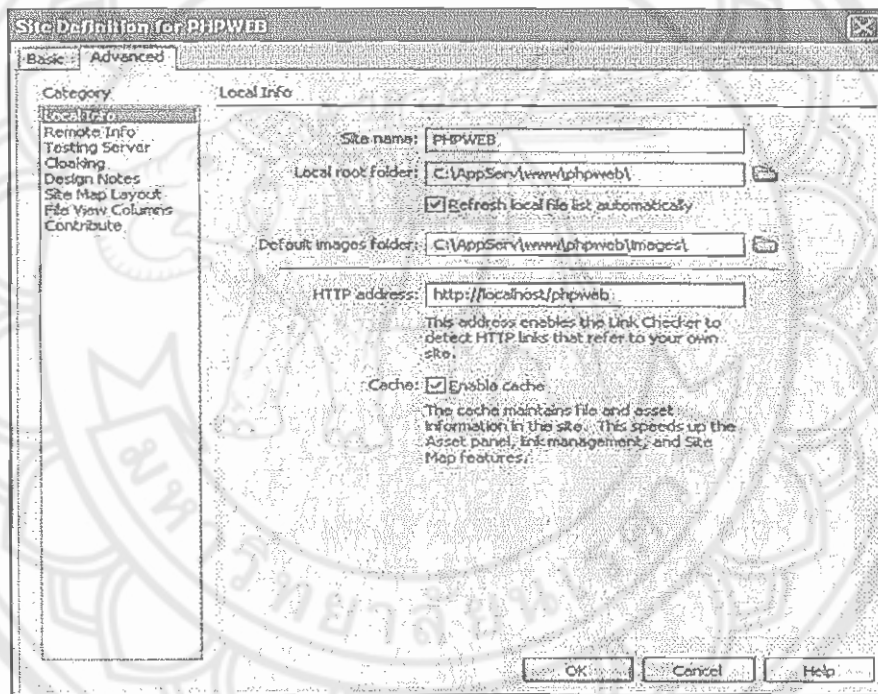 Site Definition for PHPWEB
Basic Advanced
Category
Local Info
Remote Info
Testing Server
Cloaking
Design Notes
Site Map Layout
File View Columns
Contribute
Local Info
Site name: PHPWEB
Local root folder: C:\AppServ\www\phpweb\
Refresh local file list automatically
Default images folder: C:\AppServ\www\phpweb\images\
HTTP address: http://localhost/phpweb
This address enables the Link Checker to
detect HTTP links that refer to your own
site.
Cache: Enable cache
The cache maintains file and asset
information in the site. This speeds up the
Asset panel, link management, and Site
Map features.
OK Cancel Help